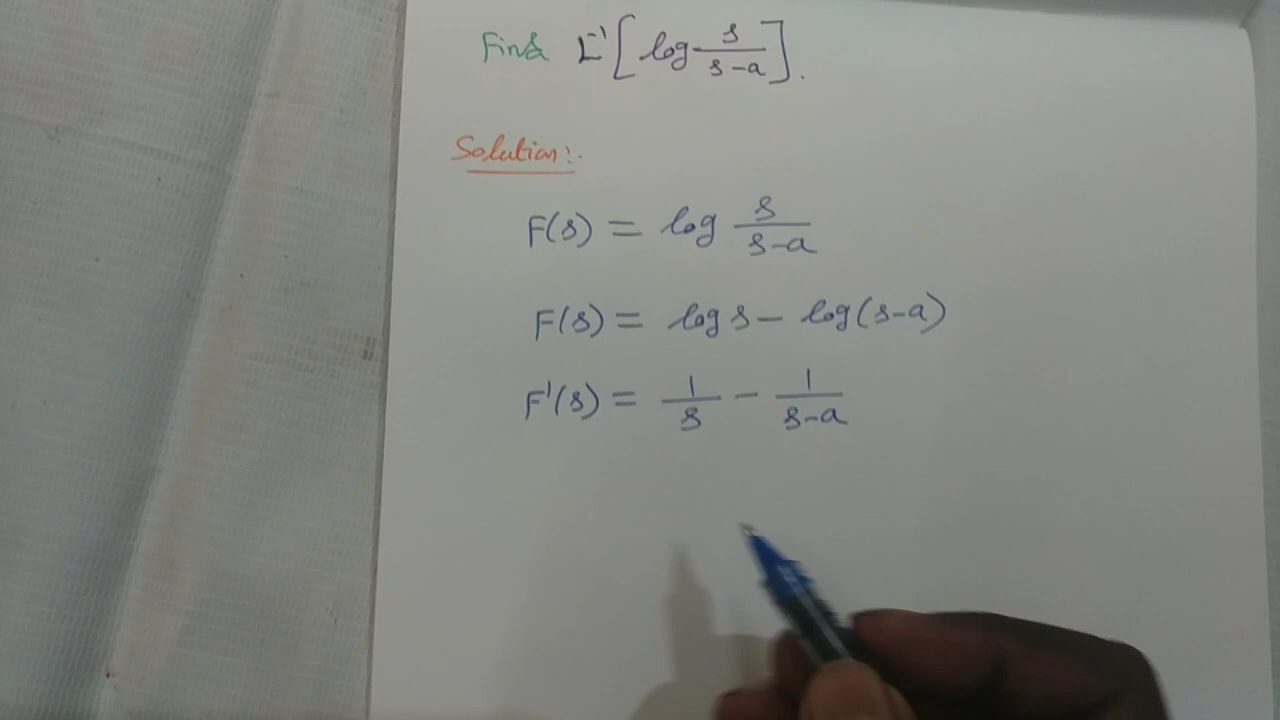 Find L⁻¹[log s/(s-a)].
Solution:-
F(s) = log s/(s-a)
F(s) = log s - log(s-a)
F'(s) = 1/s - 1/(s-a)